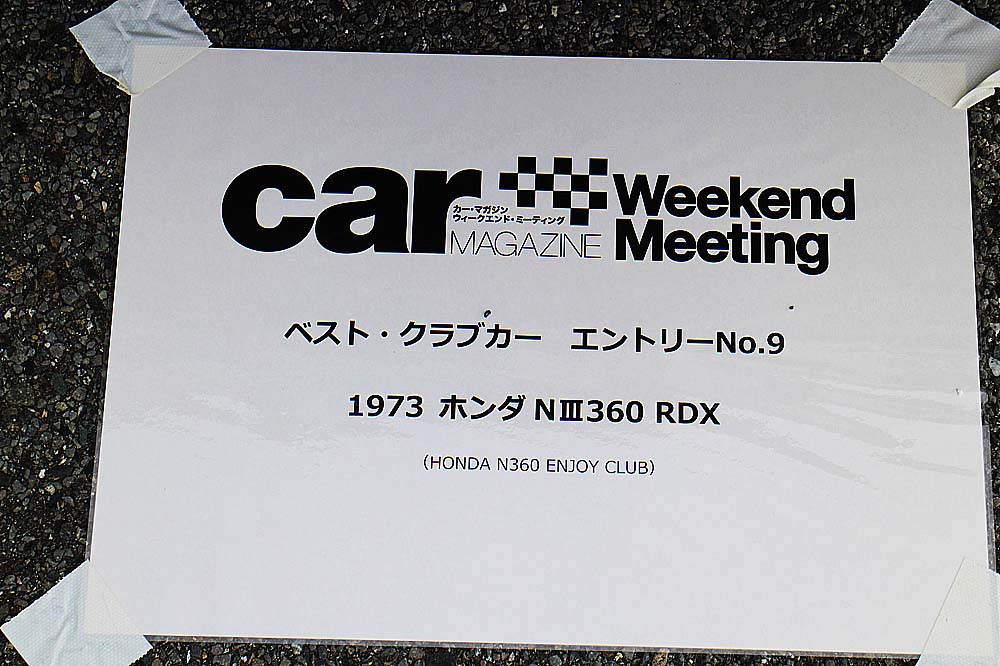 car MAGAZINE
カー・マガジン
ウィークエンド・ミーティング
Weekend
Meeting
ベスト・クラブカー　エントリーNo.9
1973 ホンダ NⅢ360 RDX
（HONDA N360 ENJOY CLUB）